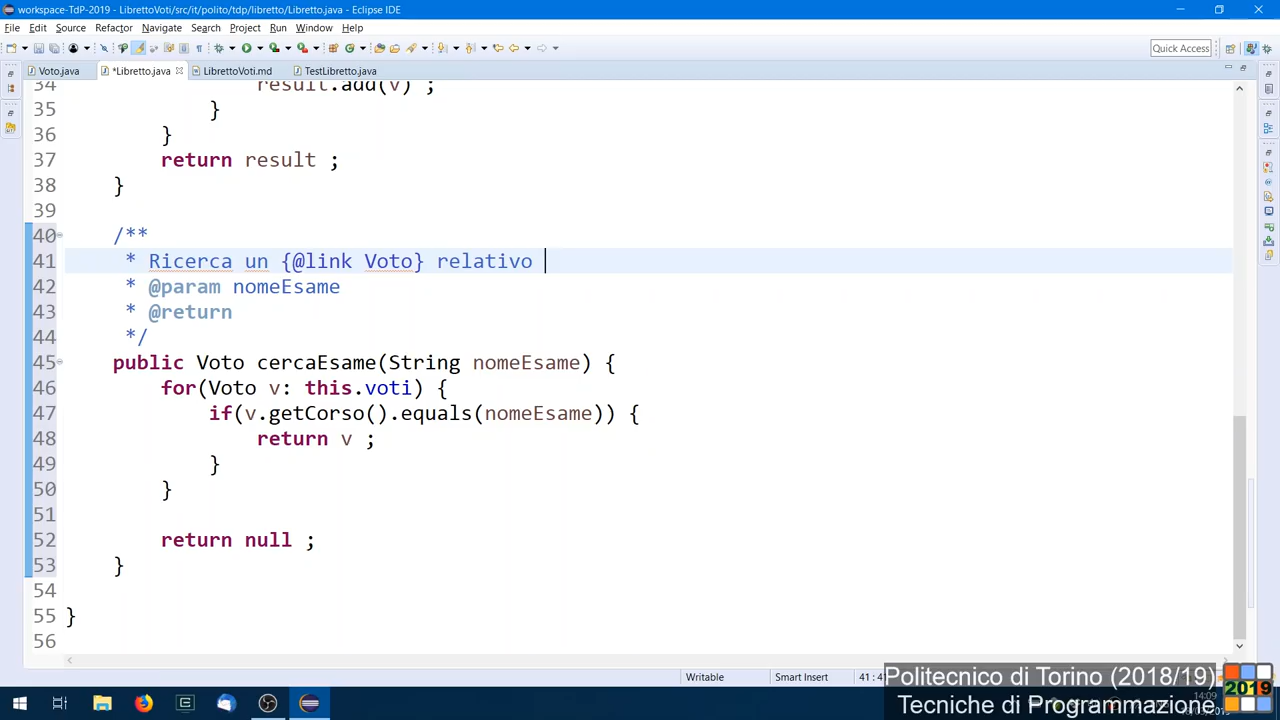 workspace-TdP-2019 - LibrettoVoti/src/it/polito/tdp/libretto/Libretto.java - Eclipse IDE
File Edit Source Refactor Navigate Search Project Run Window Help
Quick Access
Voto.java *Libretto.java LibrettoVoti.md TestLibretto.java
34 result.add(v) ;
35 }
36 }
37 return result ;
38 }
39
40 /**
41 * Ricerca un {@link Voto} relativo
42 * @param nomeEsame
43 * @return
44 */
45 public Voto cercaEsame(String nomeEsame) {
46 for(Voto v: this.voti) {
47 if(v.getCorso().equals(nomeEsame)) {
48 return v ;
49 }
50 }
51
52 return null ;
53 }
54
55 }
56
Writable Smart Insert
Politecnico di Torino (2018/19)
Tecniche di Programmazione
2019